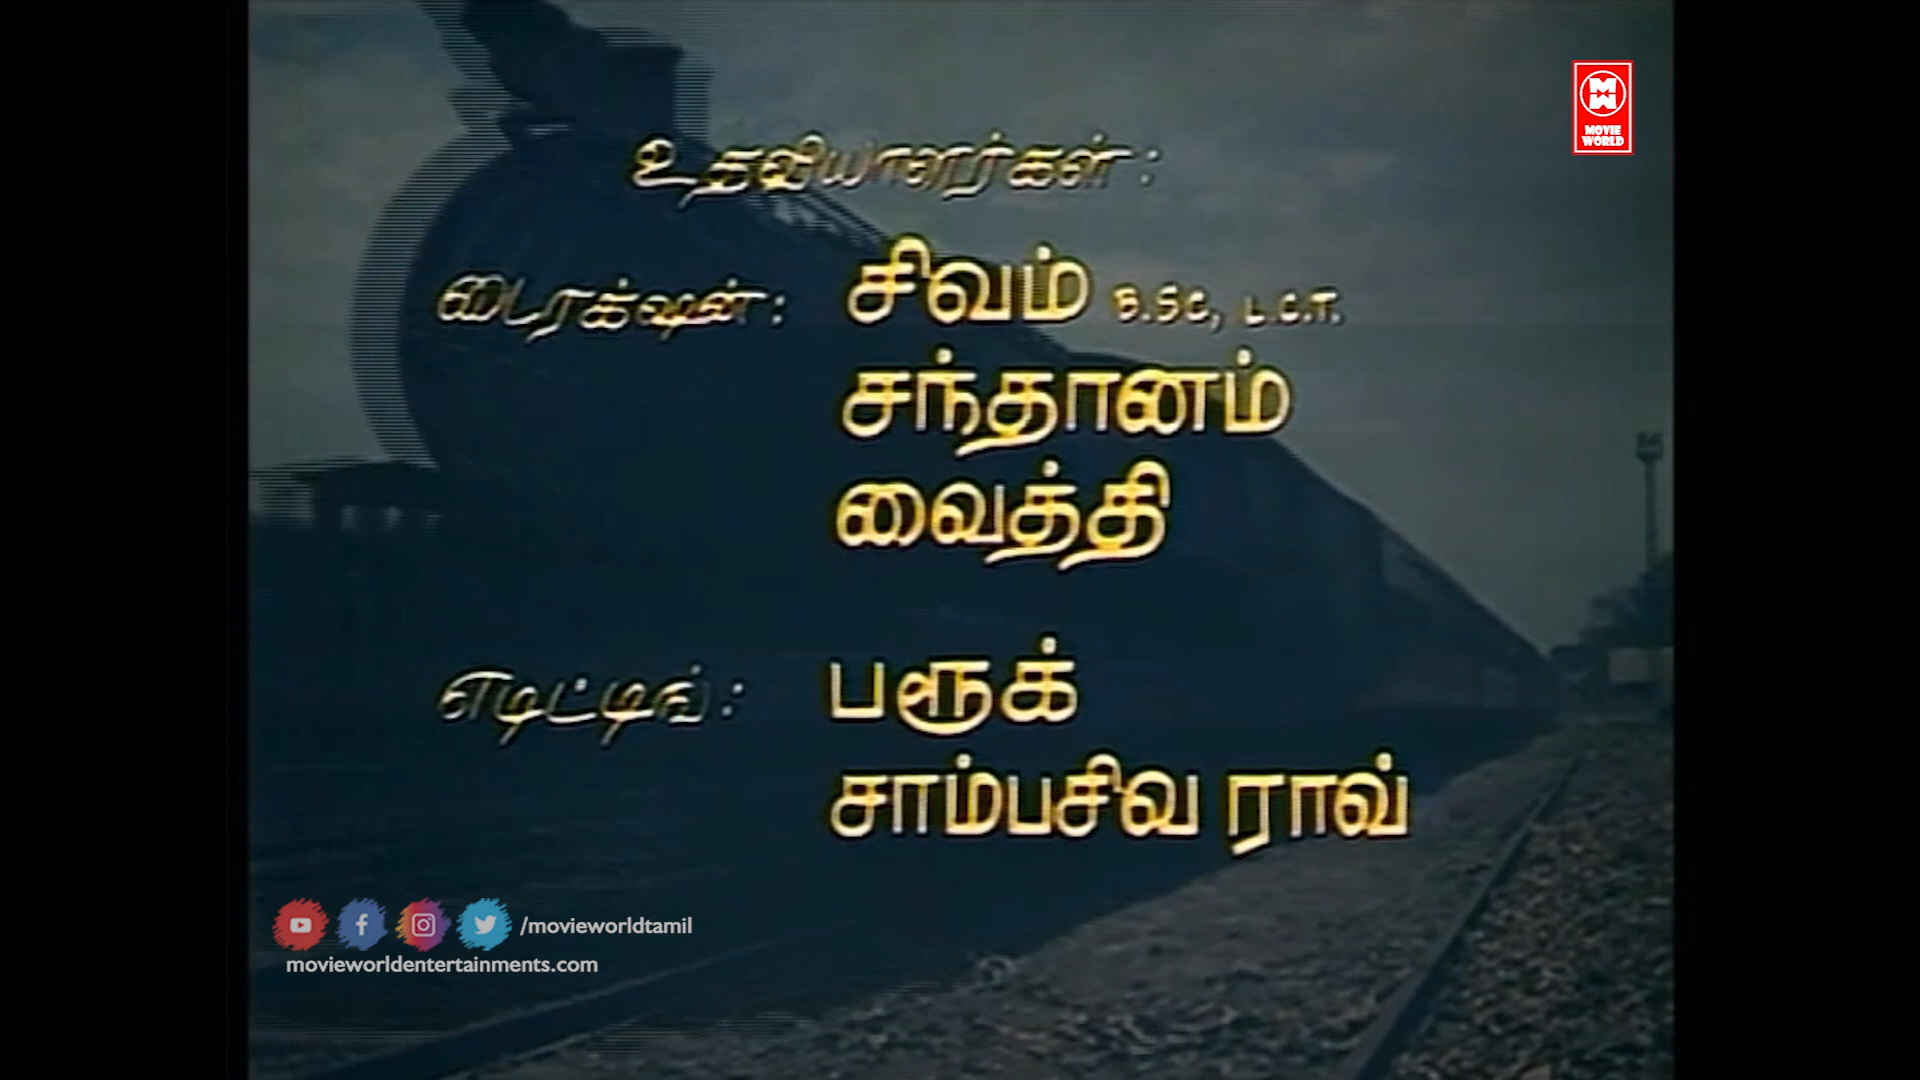 MOVIE
WORLD
உதவியாளர்கள்:
டைரக்ஷன்: சிவம் B.SC, L.C.T.
சந்தானம்
வைத்தி
எடிட்டிங்: பரூக்
சாம்பசிவ ராவ்
/movieworldtamil
movieworldentertainments.com